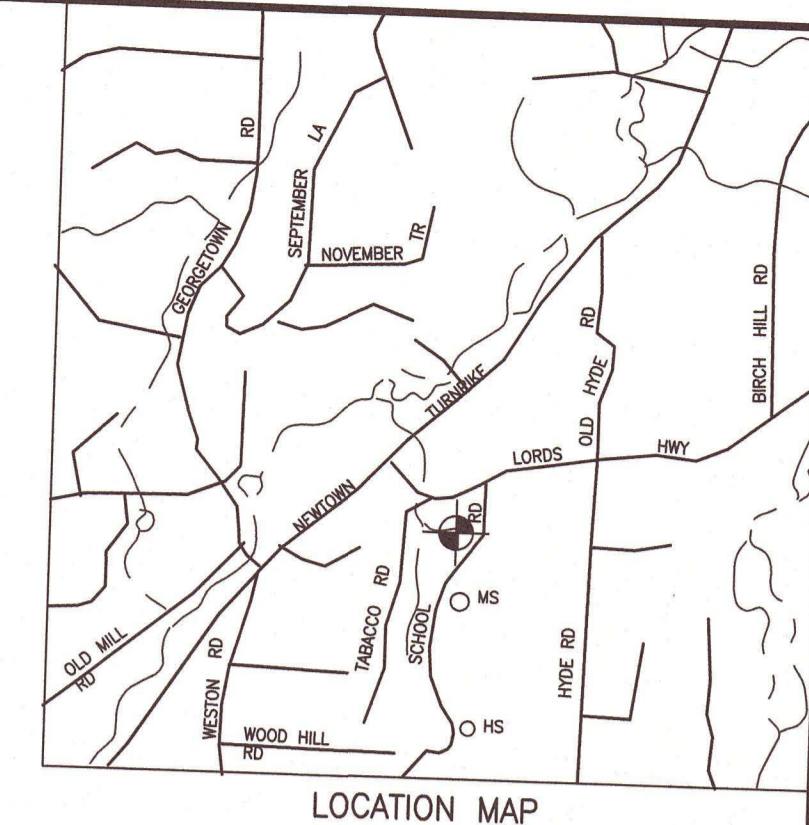 RD
LA
SEPTEMBER
NOVEMBER
TR
GEORGETOWN
TURNPIKE
NEWTOWN
OLD
HYDE
RD
BIRCH HILL RD
LORDS
HWY
RD
TABACCO RD
SCHOOL
MS
HS
HYDE RD
OLD MILL
RD
WESTON RD
WOOD HILL
RD
LOCATION MAP